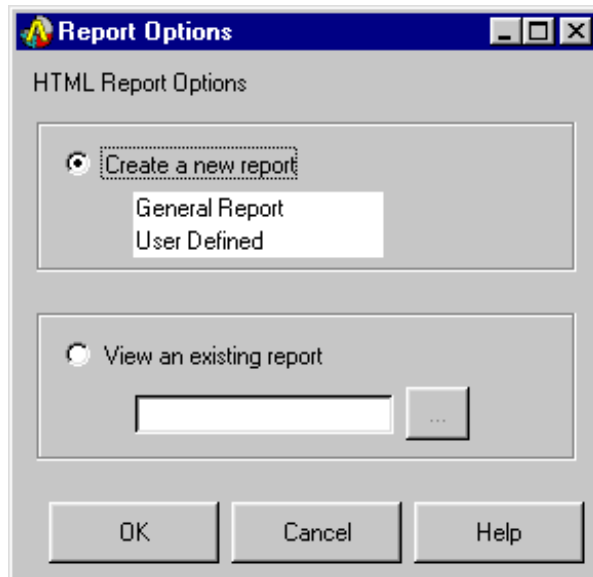 Report Options
HTML Report Options
Create a new report
General Report
User Defined
View an existing report
...
OK
Cancel
Help